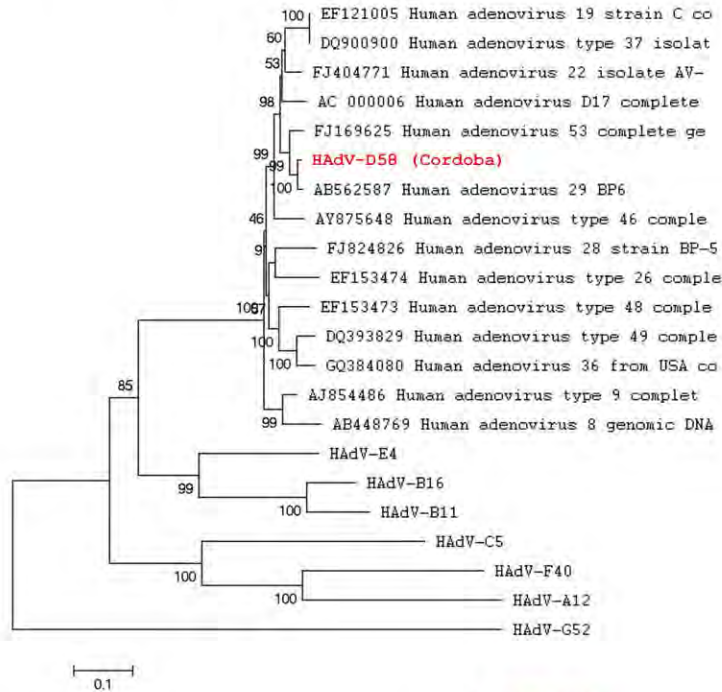 100
EF121005 Human adenovirus 19 strain C co
60
DQ900900 Human adenovirus type 37 isolat
53
FJ404771 Human adenovirus 22 isolate AV-
98
AC 000006 Human adenovirus D17 complete
FJ169625 Human adenovirus 53 complete ge
99
99
HAdV-D58 (Cordoba)
100
AB562587 Human adenovirus 29 BP6
46
AY875648 Human adenovirus type 46 comple
FJ824826 Human adenovirus 28 strain BP-5
EF153474 Human adenovirus type 26 comple
EF153473 Human adenovirus type 48 comple
100
DQ393829 Human adenovirus type 49 comple
GQ384080 Human adenovirus 36 from USA co
85
AJ854486 Human adenovirus type 9 complet
99
AB448769 Human adenovirus 8 genomic DNA
HAdV-E4
99
HAdV-B16
100
HAdV-B11
HAdV-C5
100
HAdV-F40
100
HAdV-A12
HAdV-G52
0.1